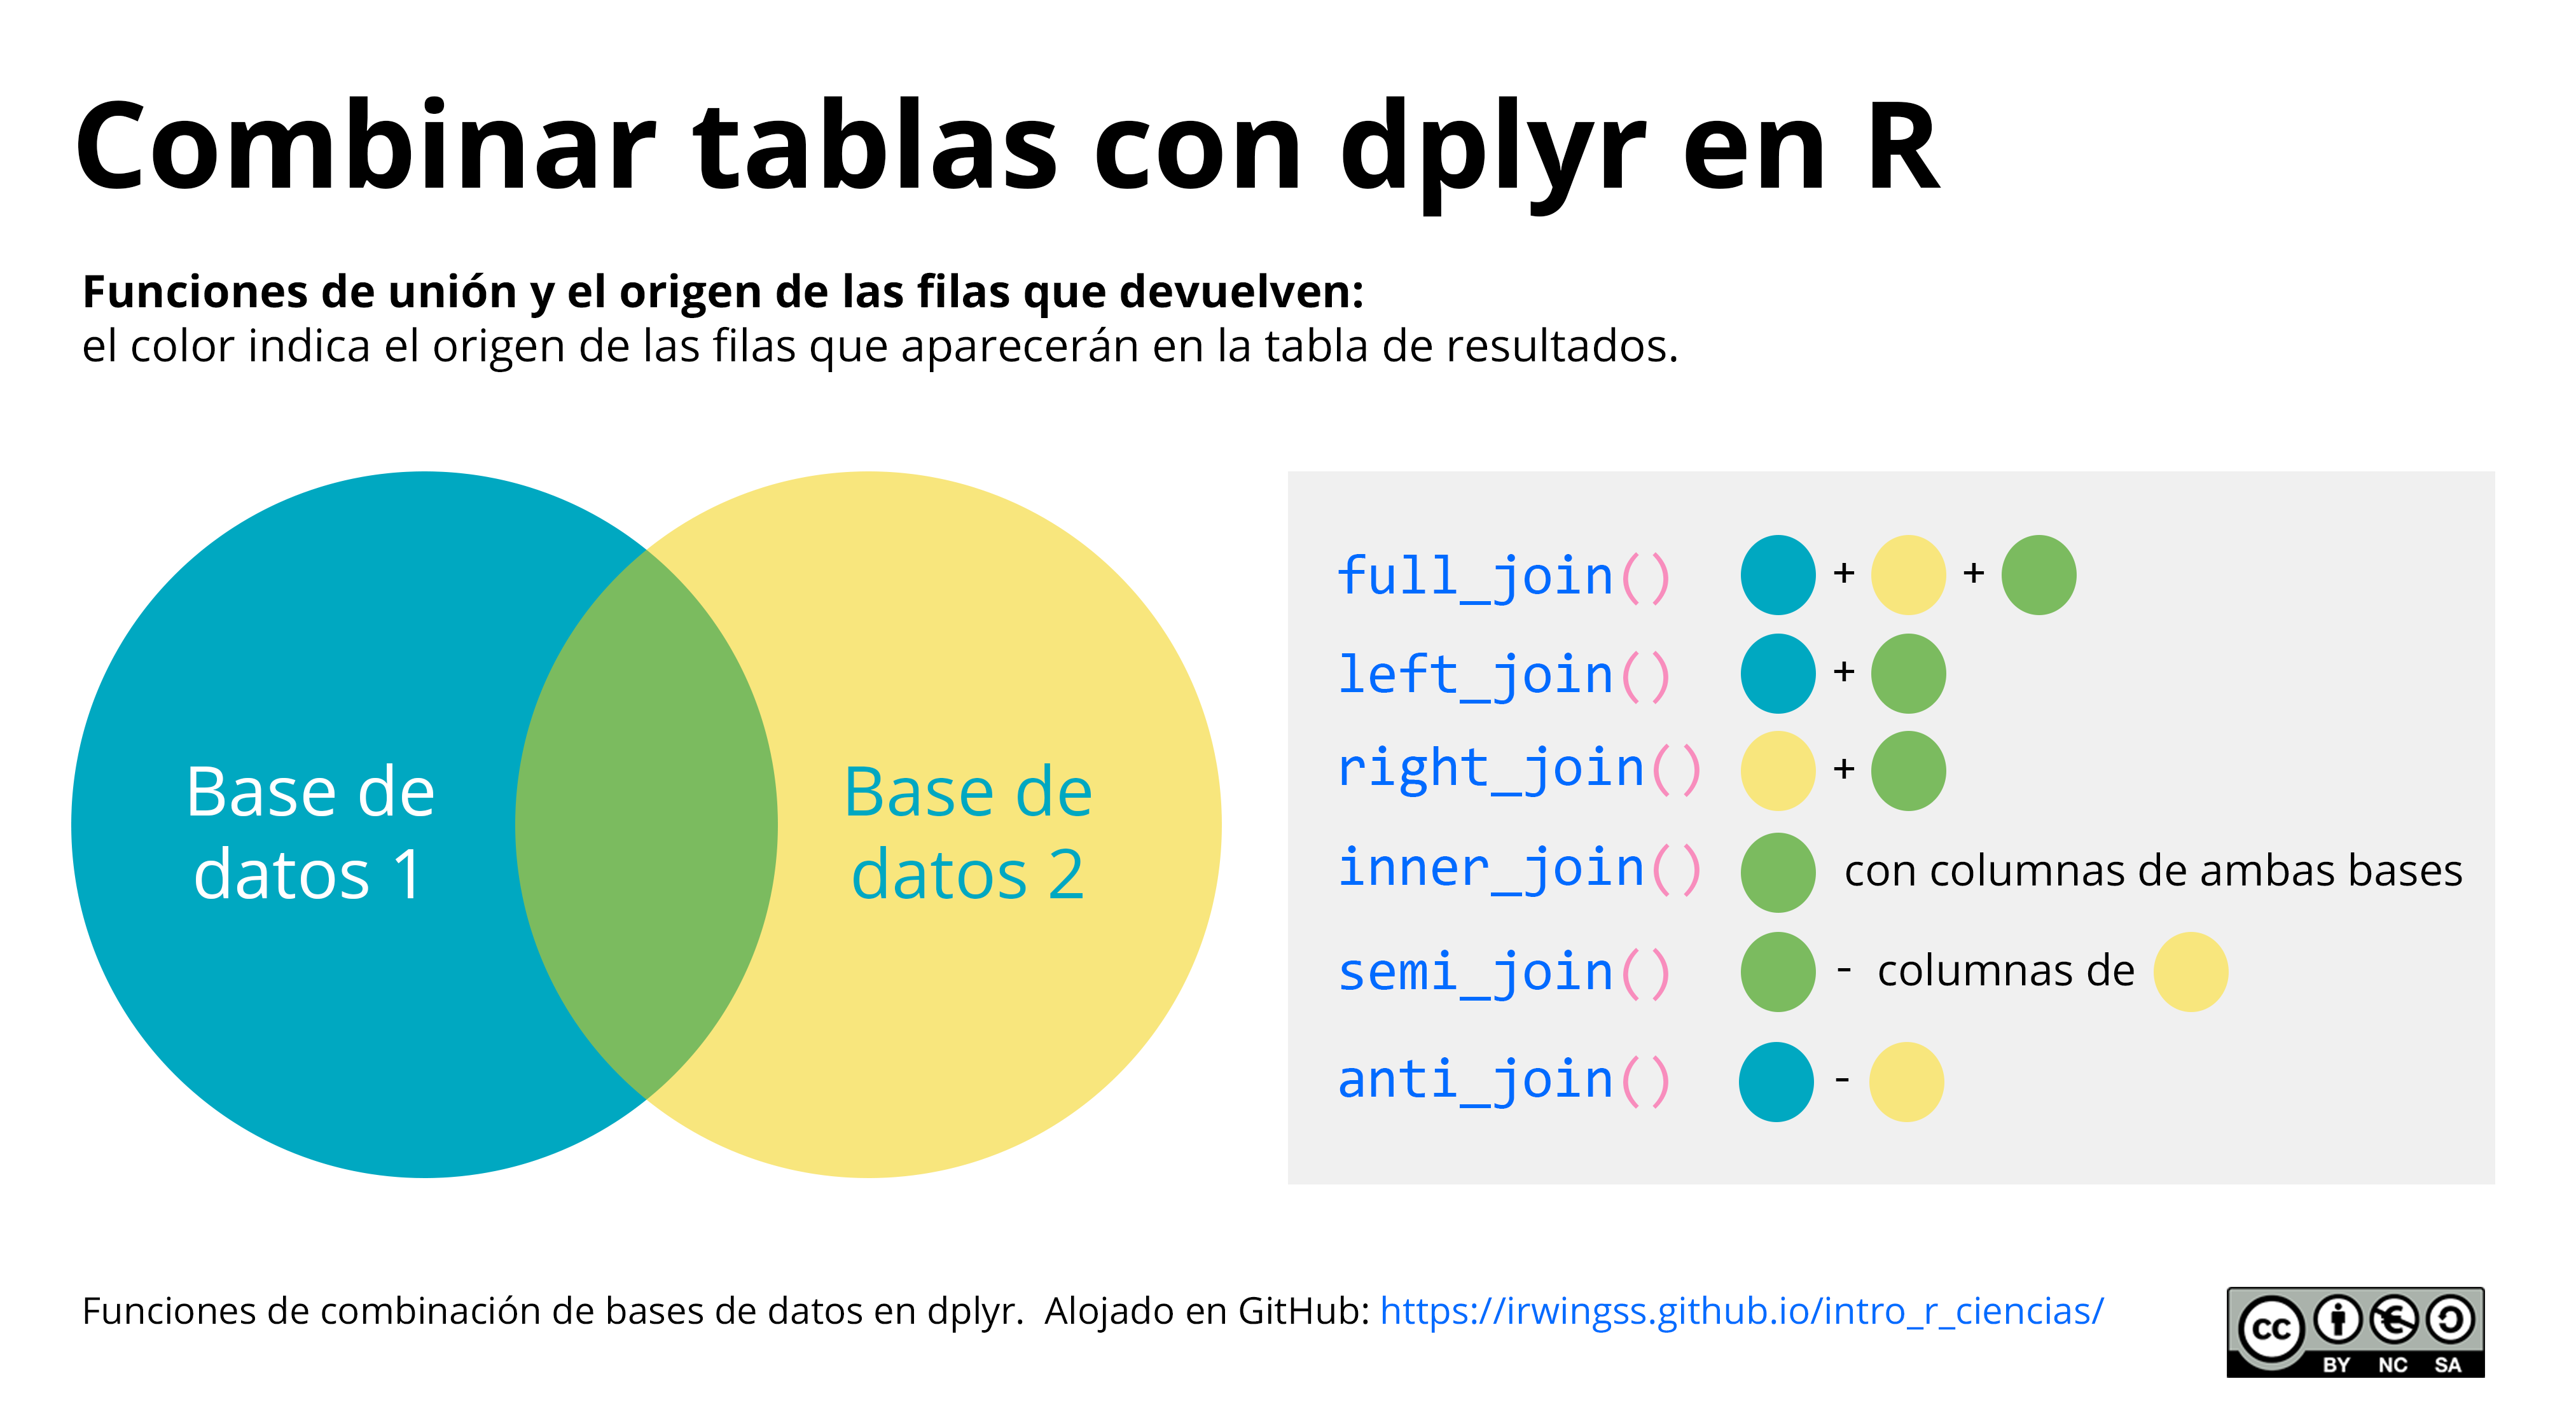 Combinar tablas con dplyr en R
Funciones de unión y el origen de las filas que devuelven:
el color indica el origen de las filas que aparecerán en la tabla de resultados.
Base de
datos 1
Base de
datos 2
full_join() + +
left_join() +
right_join() +
inner_join() con columnas de ambas bases
semi_join() - columnas de
anti_join() -
Funciones de combinación de bases de datos en dplyr. Alojado en GitHub: https://irwingss.github.io/intro_r_ciencias/
cc
BY NC SA